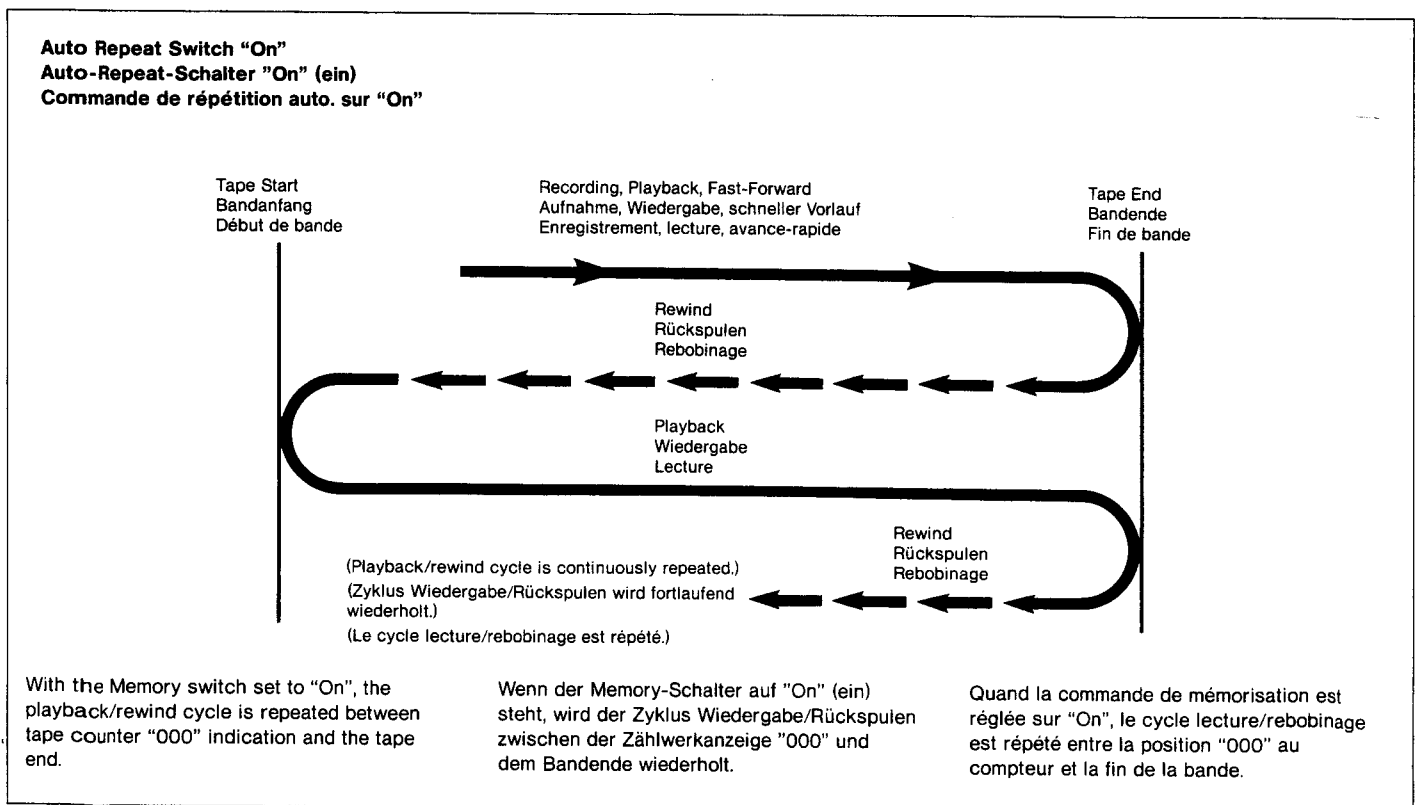 Auto Repeat Switch “On”
Auto-Repeat-Schalter ”On” (ein)
Commande de répétition auto. sur “On”
Tape Start
Bandanfang
Début de bande
Recording, Playback, Fast-Forward
Aufnahme, Wiedergabe, schneller Vorlauf
Enregistrement, lecture, avance-rapide
Tape End
Bandende
Fin de bande
Rewind
Rückspulen
Rebobinage
Playback
Wiedergabe
Lecture
Rewind
Rückspulen
Rebobinage
(Playback/rewind cycle is continuously repeated.)
(Zyklus Wiedergabe/Rückspulen wird fortlaufend
wiederholt.)
(Le cycle lecture/rebobinage est répété.)
With the Memory switch set to “On”, the
playback/rewind cycle is repeated between
tape counter “000” indication and the tape
end.
Wenn der Memory-Schalter auf ”On” (ein)
steht, wird der Zyklus Wiedergabe/Rückspulen
zwischen der Zählwerkanzeige ”000” und
dem Bandende wiederholt.
Quand la commande de mémorisation est
réglée sur “On”, le cycle lecture/rebobinage
est répété entre la position “000” au
compteur et la fin de la bande.